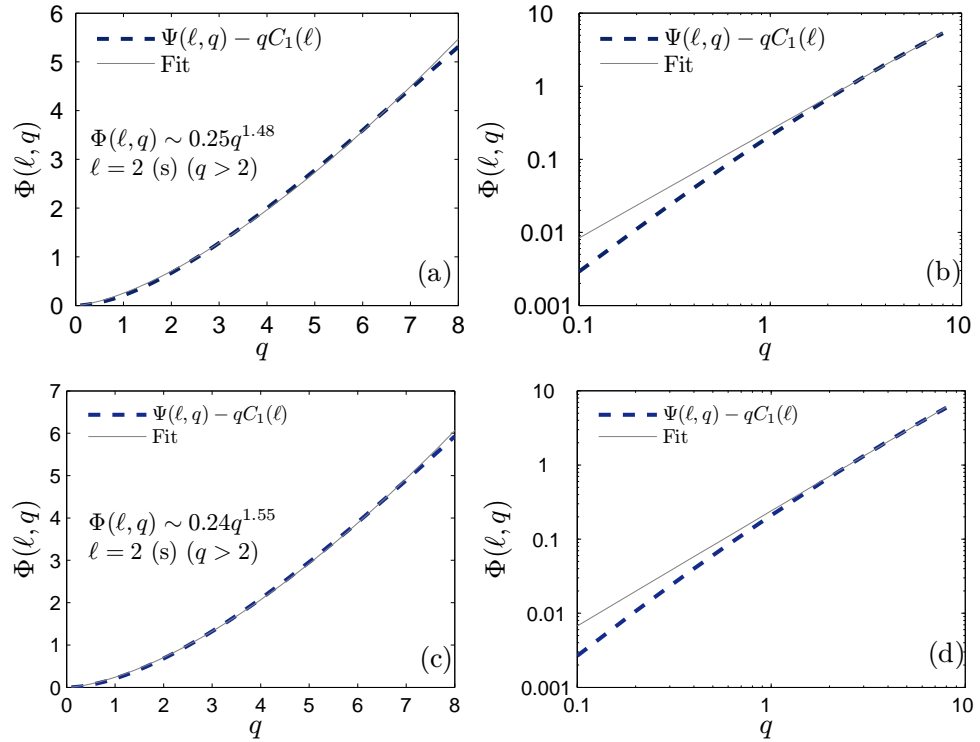 6
5
4
3
2
1
0
Φ(ℓ, q)
Ψ(ℓ, q) − qC₁(ℓ)
Fit
Φ(ℓ, q) ∼ 0.25q^1.48
ℓ = 2 (s) (q > 2)
(a)
0 1 2 3 4 5 6 7 8
q
10
1
0.1
0.01
0.001
Φ(ℓ, q)
Ψ(ℓ, q) − qC₁(ℓ)
Fit
(b)
0.1 1 10
q
7
6
5
4
3
2
1
0
Φ(ℓ, q)
Ψ(ℓ, q) − qC₁(ℓ)
Fit
Φ(ℓ, q) ∼ 0.24q^1.55
ℓ = 2 (s) (q > 2)
(c)
0 1 2 3 4 5 6 7 8
q
10
1
0.1
0.01
0.001
Φ(ℓ, q)
Ψ(ℓ, q) − qC₁(ℓ)
Fit
(d)
0.1 1 10
q